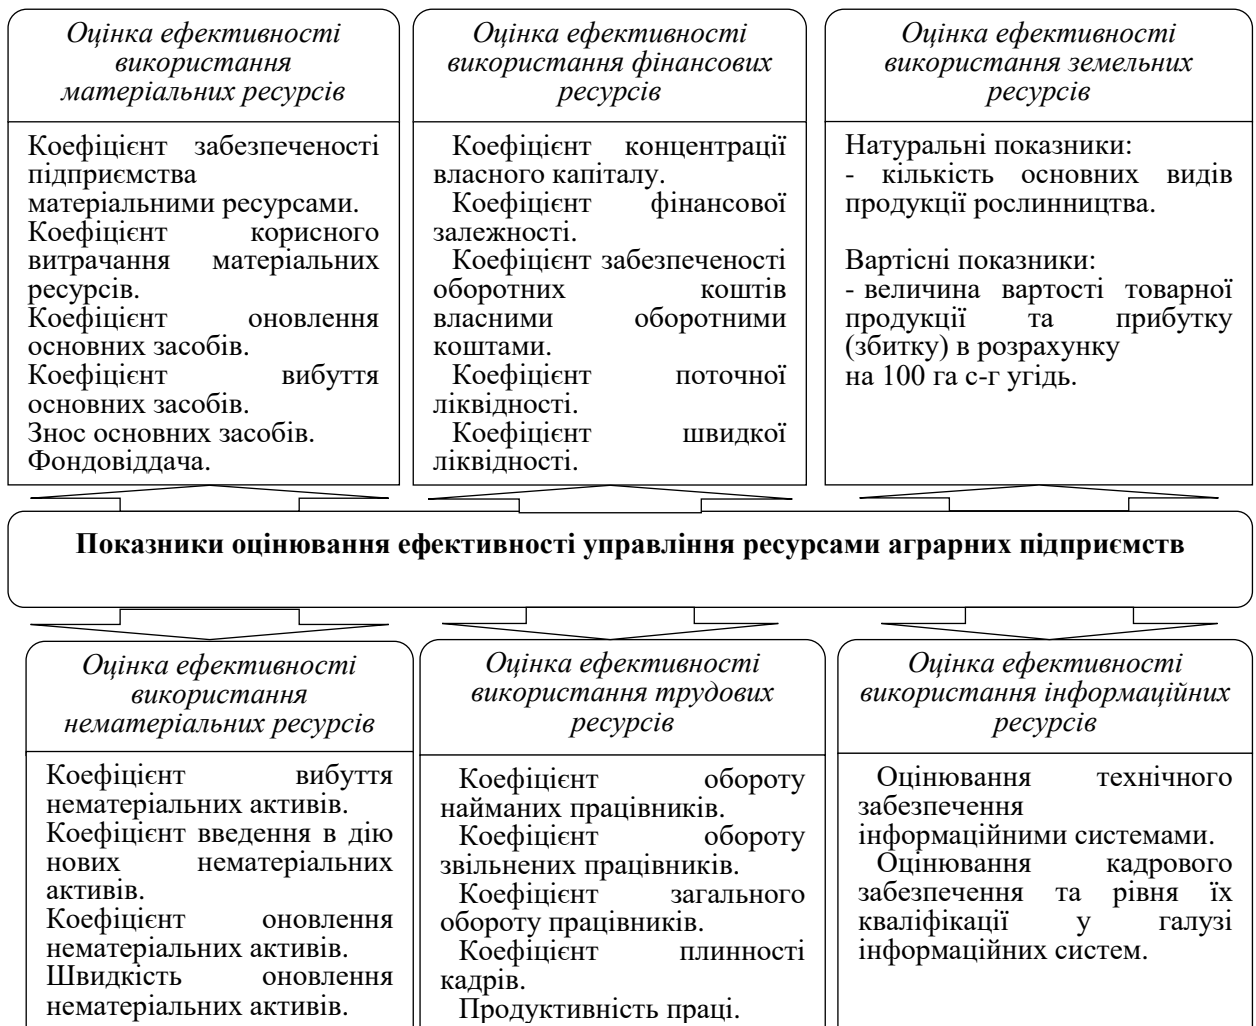 Оцінка ефективності
використання
матеріальних ресурсів
Коефіцієнт забезпеченості
підприємства
матеріальними ресурсами.
Коефіцієнт корисного
витрачання матеріальних
ресурсів.
Коефіцієнт оновлення
основних засобів.
Коефіцієнт вибуття
основних засобів.
Знос основних засобів.
Фондовіддача.
Оцінка ефективності
використання фінансових
ресурсів
Коефіцієнт концентрації
власного капіталу.
Коефіцієнт фінансової
залежності.
Коефіцієнт забезпеченості
оборотних коштів
власними оборотними
коштами.
Коефіцієнт поточної
ліквідності.
Коефіцієнт швидкої
ліквідності.
Оцінка ефективності
використання земельних
ресурсів
Натуральні показники:
- кількість основних видів
продукції рослинництва.
Вартісні показники:
- величина вартості товарної
продукції та прибутку
(збитку) в розрахунку
на 100 га с-г угідь.
Показники оцінювання ефективності управління ресурсами аграрних підприємств
Оцінка ефективності
використання
нематеріальних ресурсів
Коефіцієнт вибуття
нематеріальних активів.
Коефіцієнт введення в дію
нових нематеріальних
активів.
Коефіцієнт оновлення
нематеріальних активів.
Швидкість оновлення
нематеріальних активів.
Оцінка ефективності
використання трудових
ресурсів
Коефіцієнт обороту
найманих працівників.
Коефіцієнт обороту
звільнених працівників.
Коефіцієнт загального
обороту працівників.
Коефіцієнт плинності
кадрів.
Продуктивність праці.
Оцінка ефективності
використання інформаційних
ресурсів
Оцінювання технічного
забезпечення
інформаційними системами.
Оцінювання кадрового
забезпечення та рівня їх
кваліфікації у галузі
інформаційних систем.